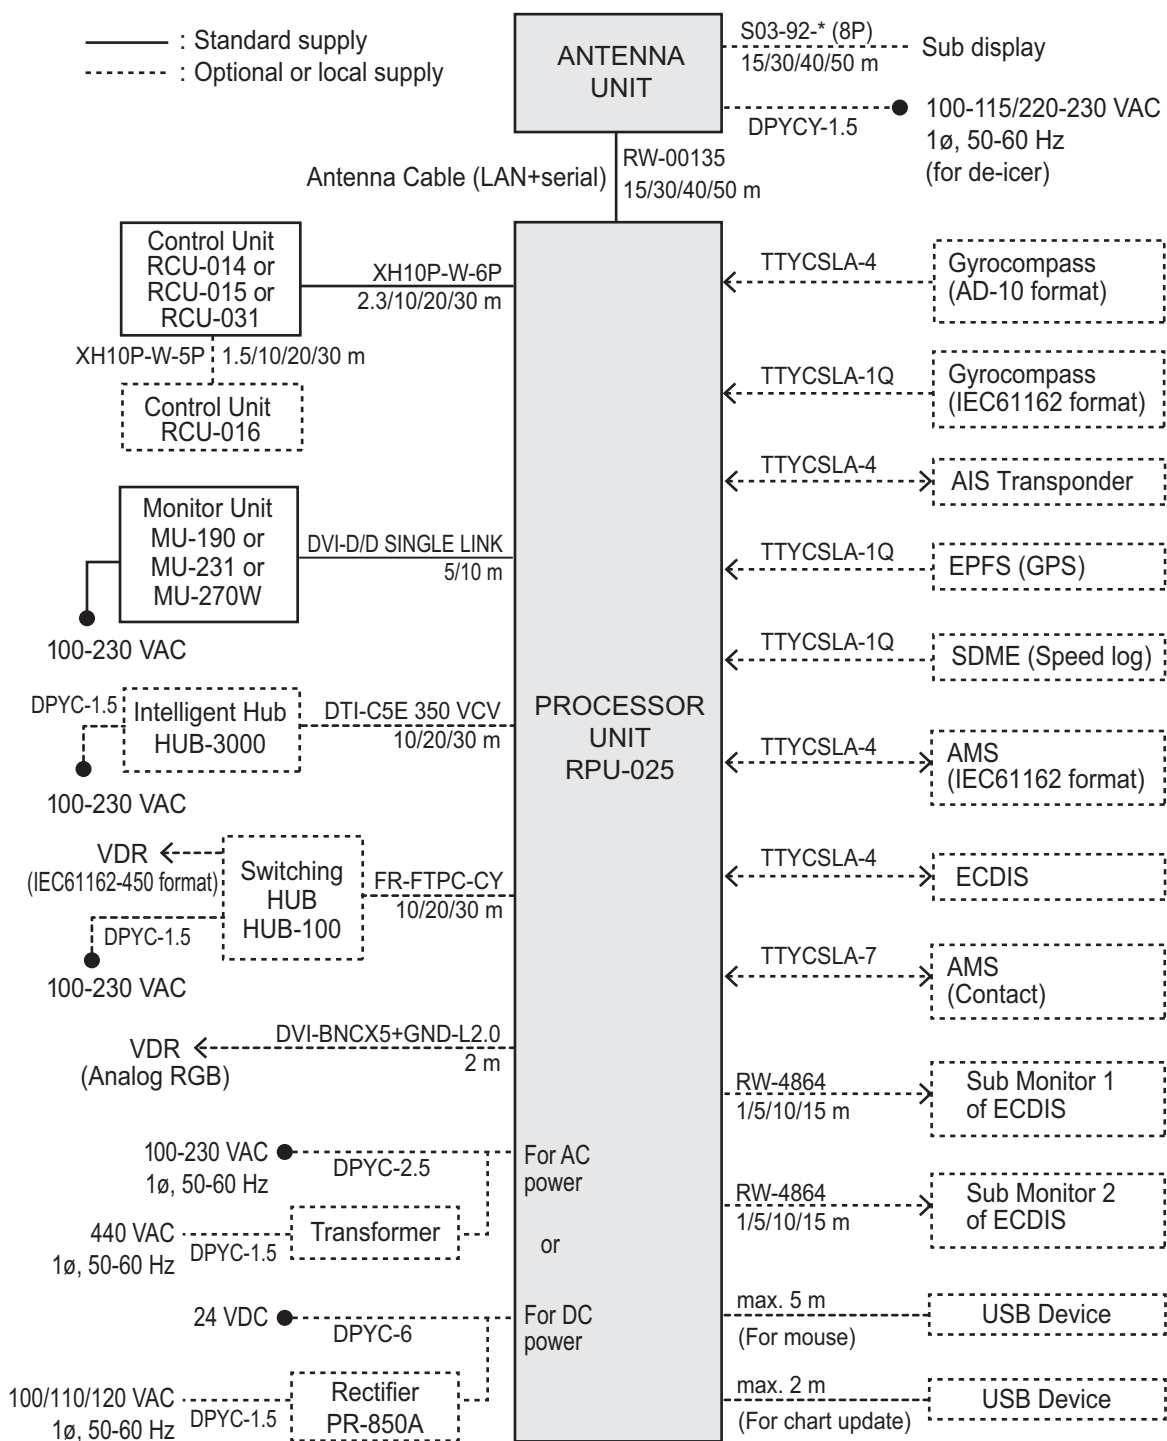 : Standard supply
: Optional or local supply
ANTENNA
UNIT
S03-92-* (8P)
15/30/40/50 m
Sub display
DPYCY-1.5
100-115/220-230 VAC
1ø, 50-60 Hz
(for de-icer)
Antenna Cable (LAN+serial)
RW-00135
15/30/40/50 m
Control Unit
RCU-014 or
RCU-015 or
RCU-031
XH10P-W-6P
2.3/10/20/30 m
XH10P-W-5P
1.5/10/20/30 m
Control Unit
RCU-016
Monitor Unit
MU-190 or
MU-231 or
MU-270W
DVI-D/D SINGLE LINK
5/10 m
100-230 VAC
DPYC-1.5
Intelligent Hub
HUB-3000
DTI-C5E 350 VCV
10/20/30 m
100-230 VAC
VDR
(IEC61162-450 format)
Switching
HUB
HUB-100
FR-FTPC-CY
10/20/30 m
DPYC-1.5
100-230 VAC
DVI-BNCX5+GND-L2.0
2 m
VDR
(Analog RGB)
100-230 VAC
1ø, 50-60 Hz
DPYC-2.5
440 VAC
1ø, 50-60 Hz
DPYC-1.5
Transformer
24 VDC
DPYC-6
100/110/120 VAC
1ø, 50-60 Hz
DPYC-1.5
Rectifier
PR-850A
PROCESSOR
UNIT
RPU-025
For AC
power
or
For DC
power
TTYCSLA-4
Gyrocompass
(AD-10 format)
TTYCSLA-1Q
Gyrocompass
(IEC61162 format)
TTYCSLA-4
AIS Transponder
TTYCSLA-1Q
EPFS (GPS)
TTYCSLA-1Q
SDME (Speed log)
TTYCSLA-4
AMS
(IEC61162 format)
TTYCSLA-4
ECDIS
TTYCSLA-7
AMS
(Contact)
RW-4864
1/5/10/15 m
Sub Monitor 1
of ECDIS
RW-4864
1/5/10/15 m
Sub Monitor 2
of ECDIS
max. 5 m
(For mouse)
USB Device
max. 2 m
(For chart update)
USB Device